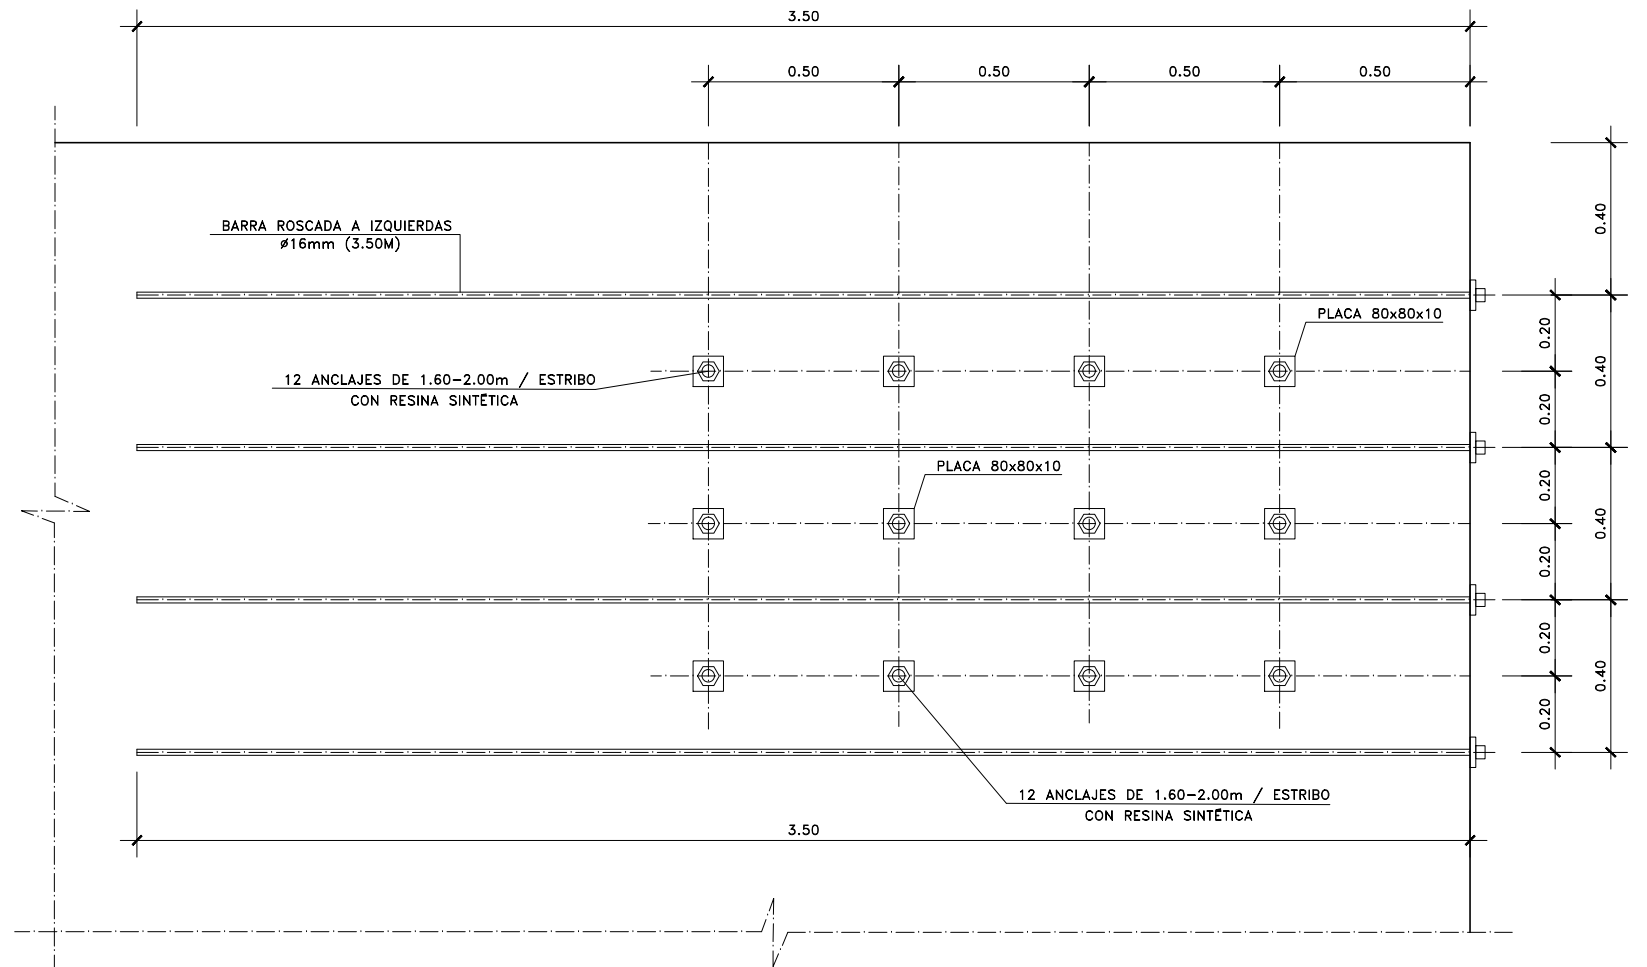 3.50
0.50
0.50
0.50
0.50
0.40
BARRA ROSCADA A IZQUIERDAS
ø16mm (3.50M)
PLACA 80x80x10
0.20
0.40
12 ANCLAJES DE 1.60-2.00m / ESTRIBO
CON RESINA SINTÉTICA
0.20
PLACA 80x80x10
0.20
0.40
0.20
0.20
0.40
0.20
12 ANCLAJES DE 1.60-2.00m / ESTRIBO
CON RESINA SINTÉTICA
3.50